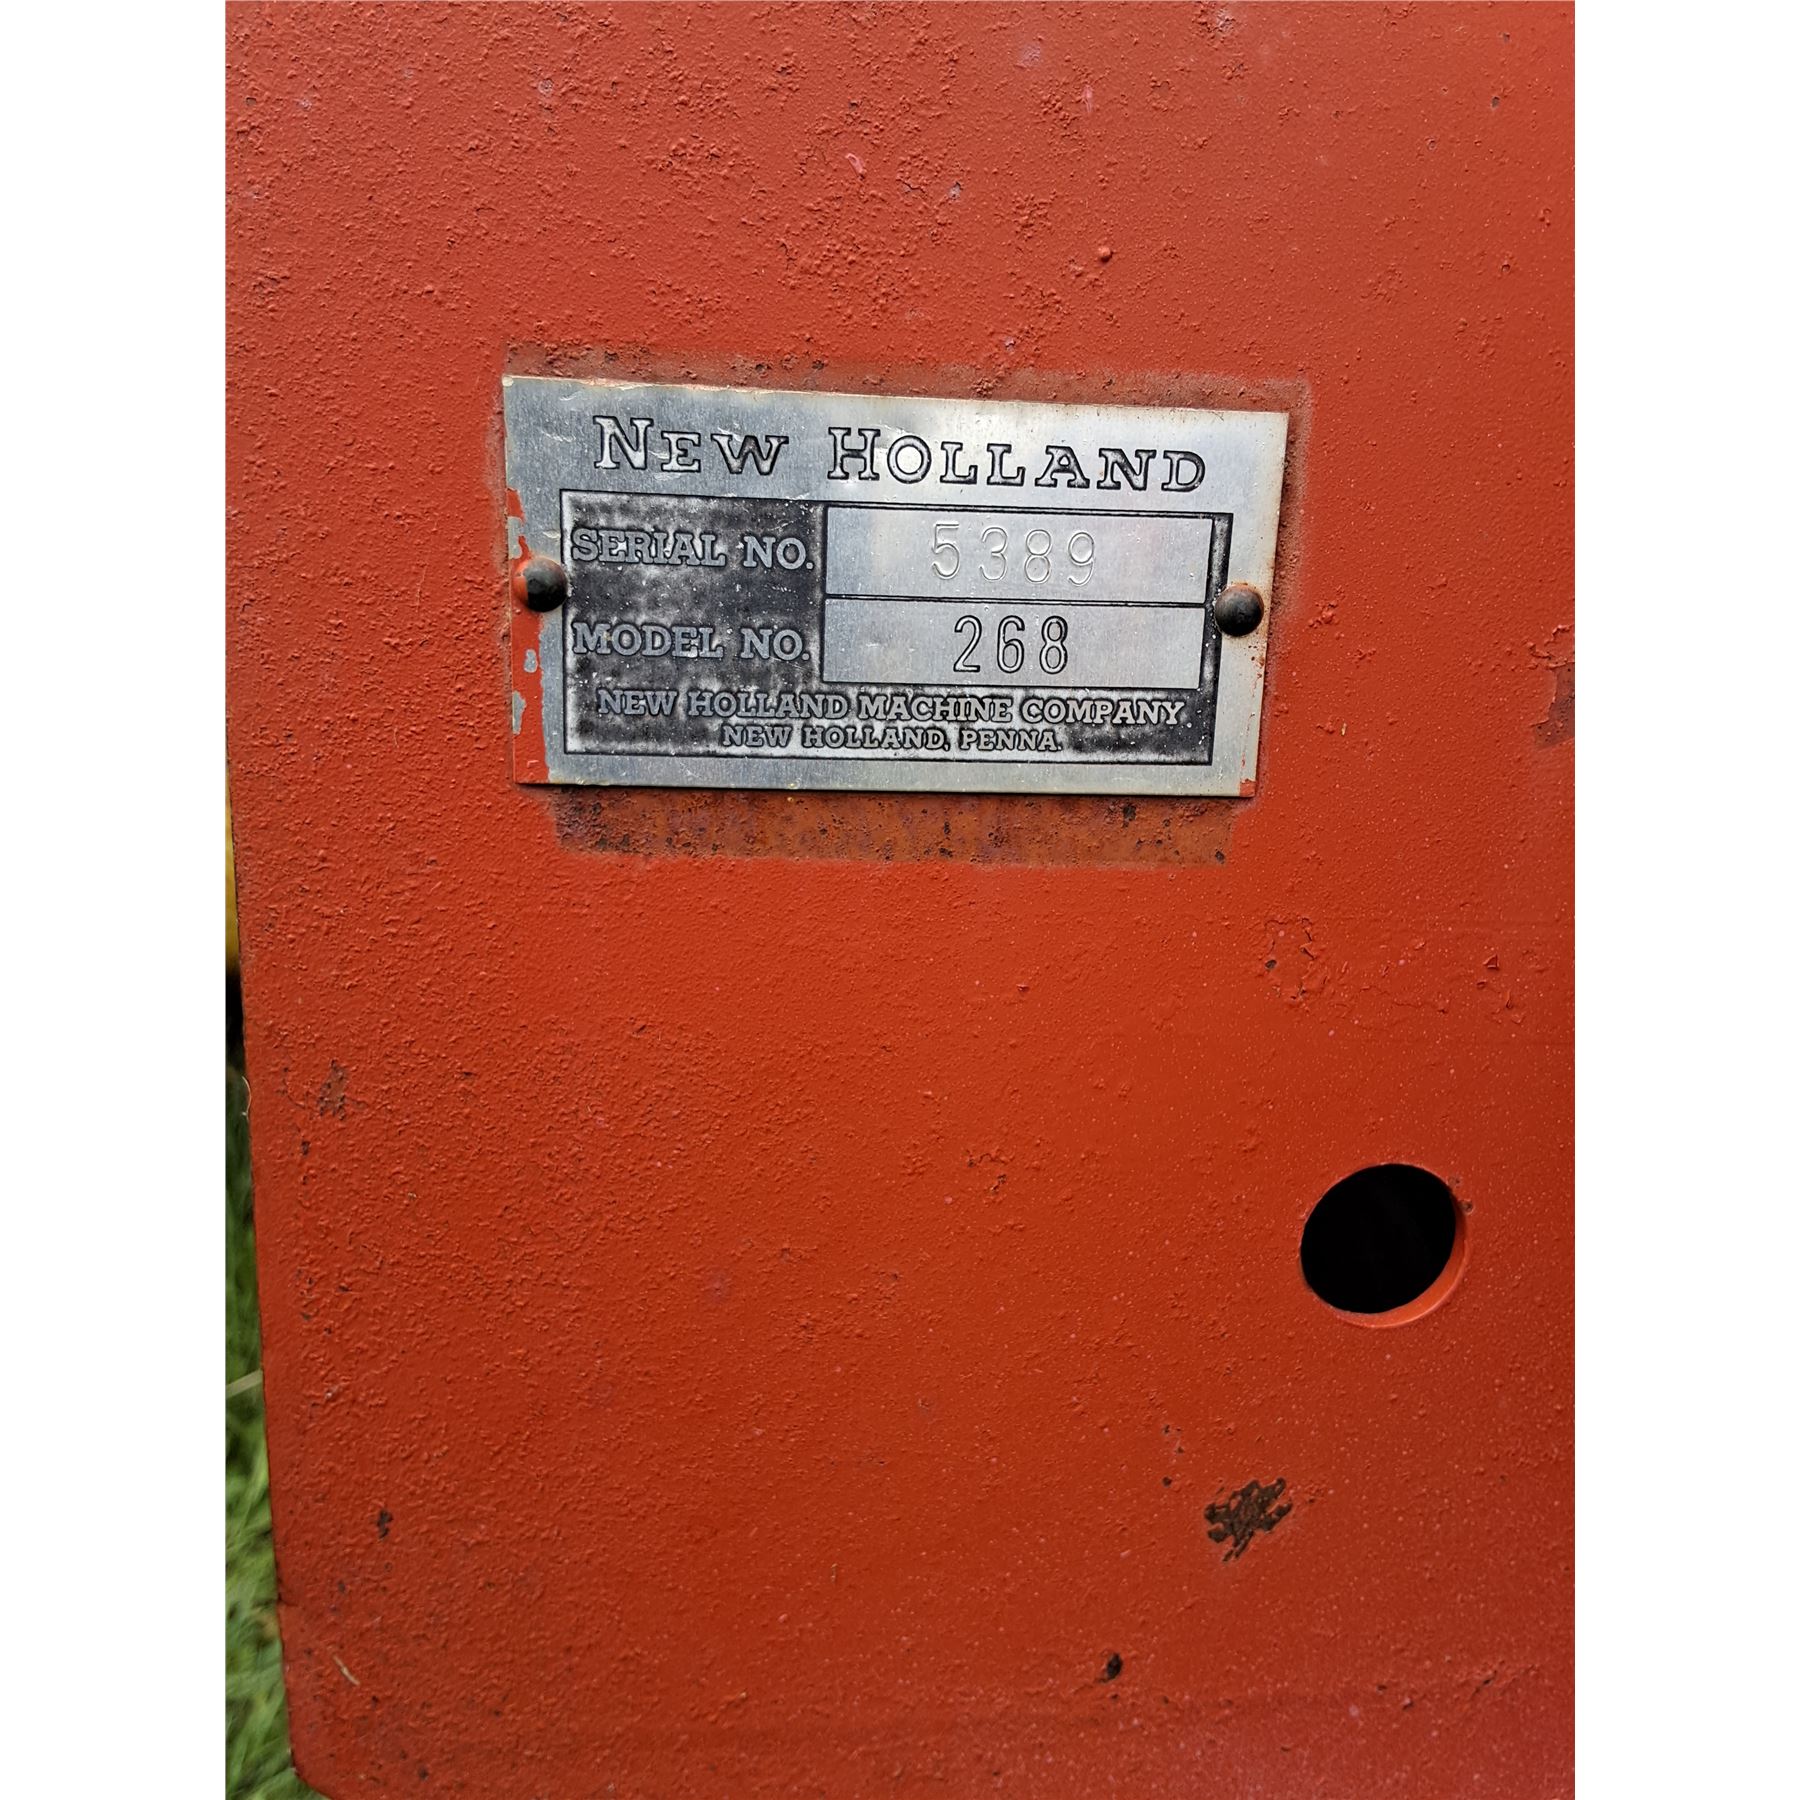 NEW HOLLAND
SERIAL NO. 5389
MODEL NO. 268
NEW HOLLAND MACHINE COMPANY
NEW HOLLAND, PENNA.